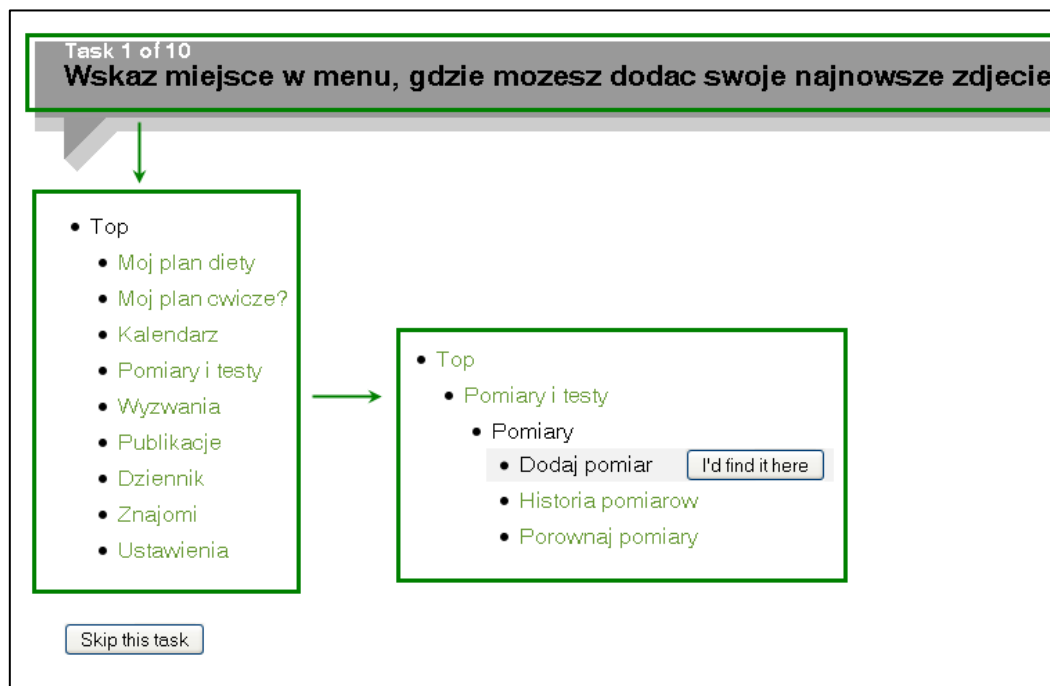 Task 1 of 10
Wskaz miejsce w menu, gdzie mozesz dodac swoje najnowsze zdjecie
Top
Moj plan diety
Moj plan cwicze?
Kalendarz
Pomiary i testy
Wyzwania
Publikacje
Dziennik
Znajomi
Ustawienia
Top
Pomiary i testy
Pomiary
Dodaj pomiar I'd find it here
Historia pomiarow
Porownaj pomiary
Skip this task